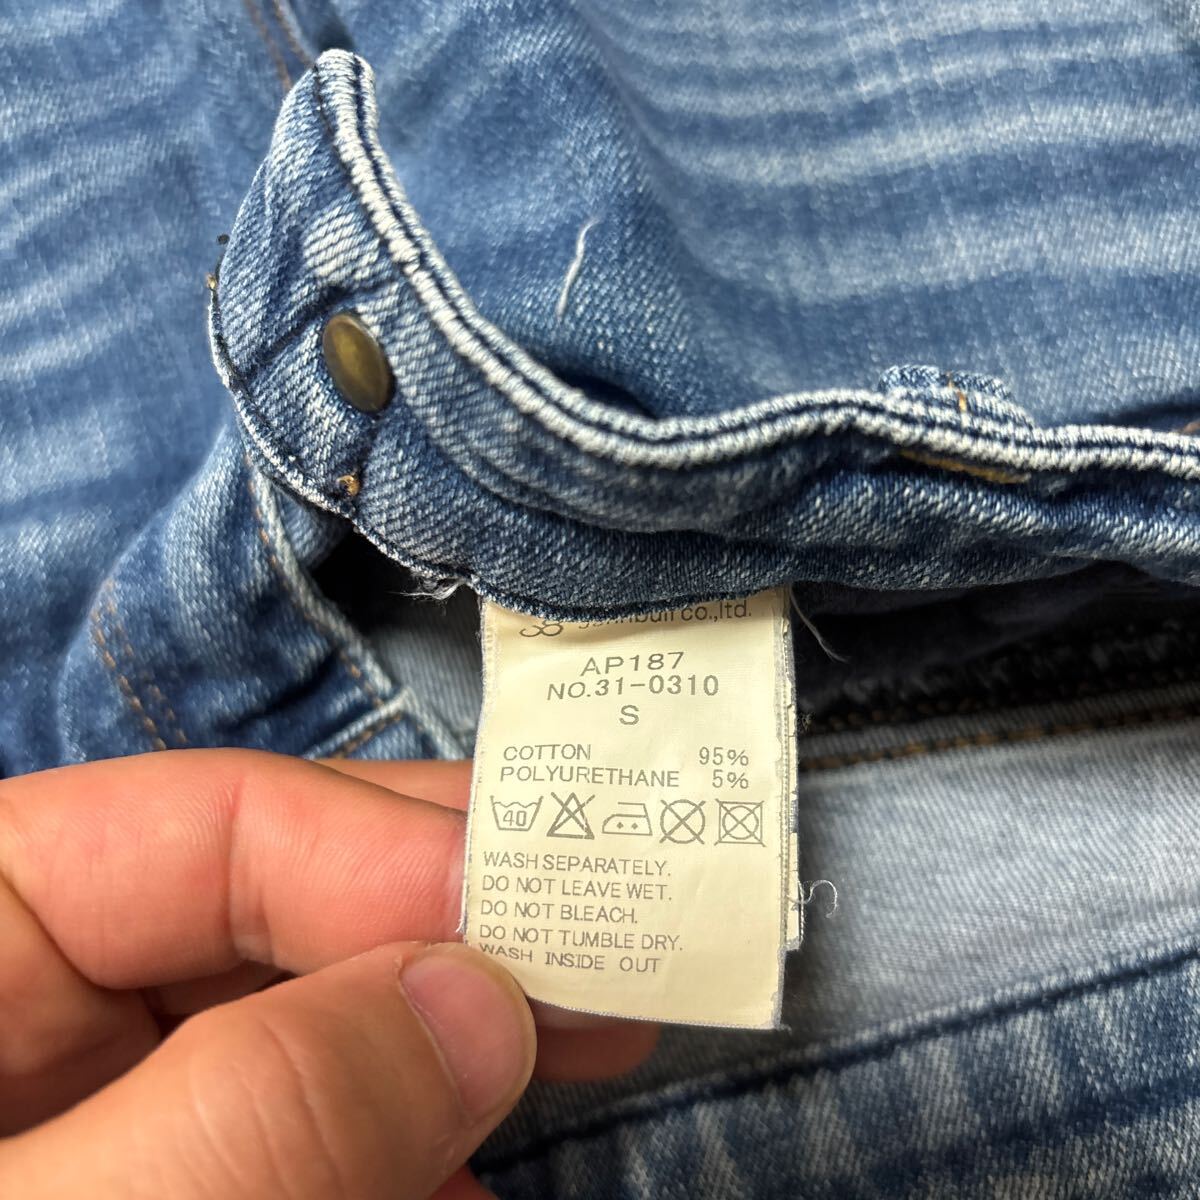 co.,ltd.
AP187
NO.31-0310
S
COTTON 95%
POLYURETHANE 5%
40
WASH SEPARATELY.
DO NOT LEAVE WET.
DO NOT BLEACH.
DO NOT TUMBLE DRY.
WASH INSIDE OUT